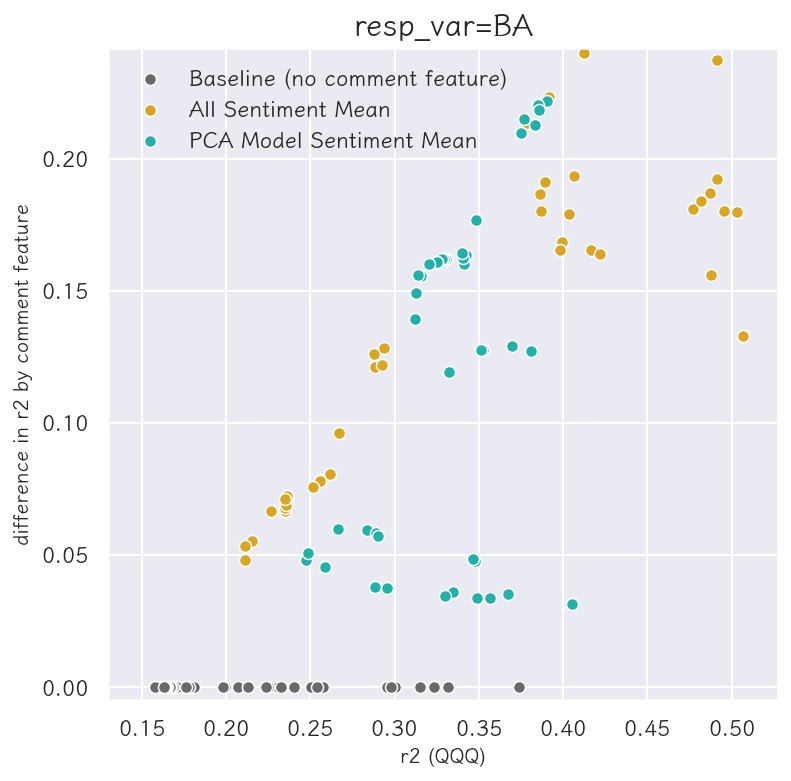 resp_var=BA
Baseline (no comment feature)
All Sentiment Mean
PCA Model Sentiment Mean
difference in r2 by comment feature
0.20
0.15
0.10
0.05
0.00
0.15 0.20 0.25 0.30 0.35 0.40 0.45 0.50
r2 (QQQ)